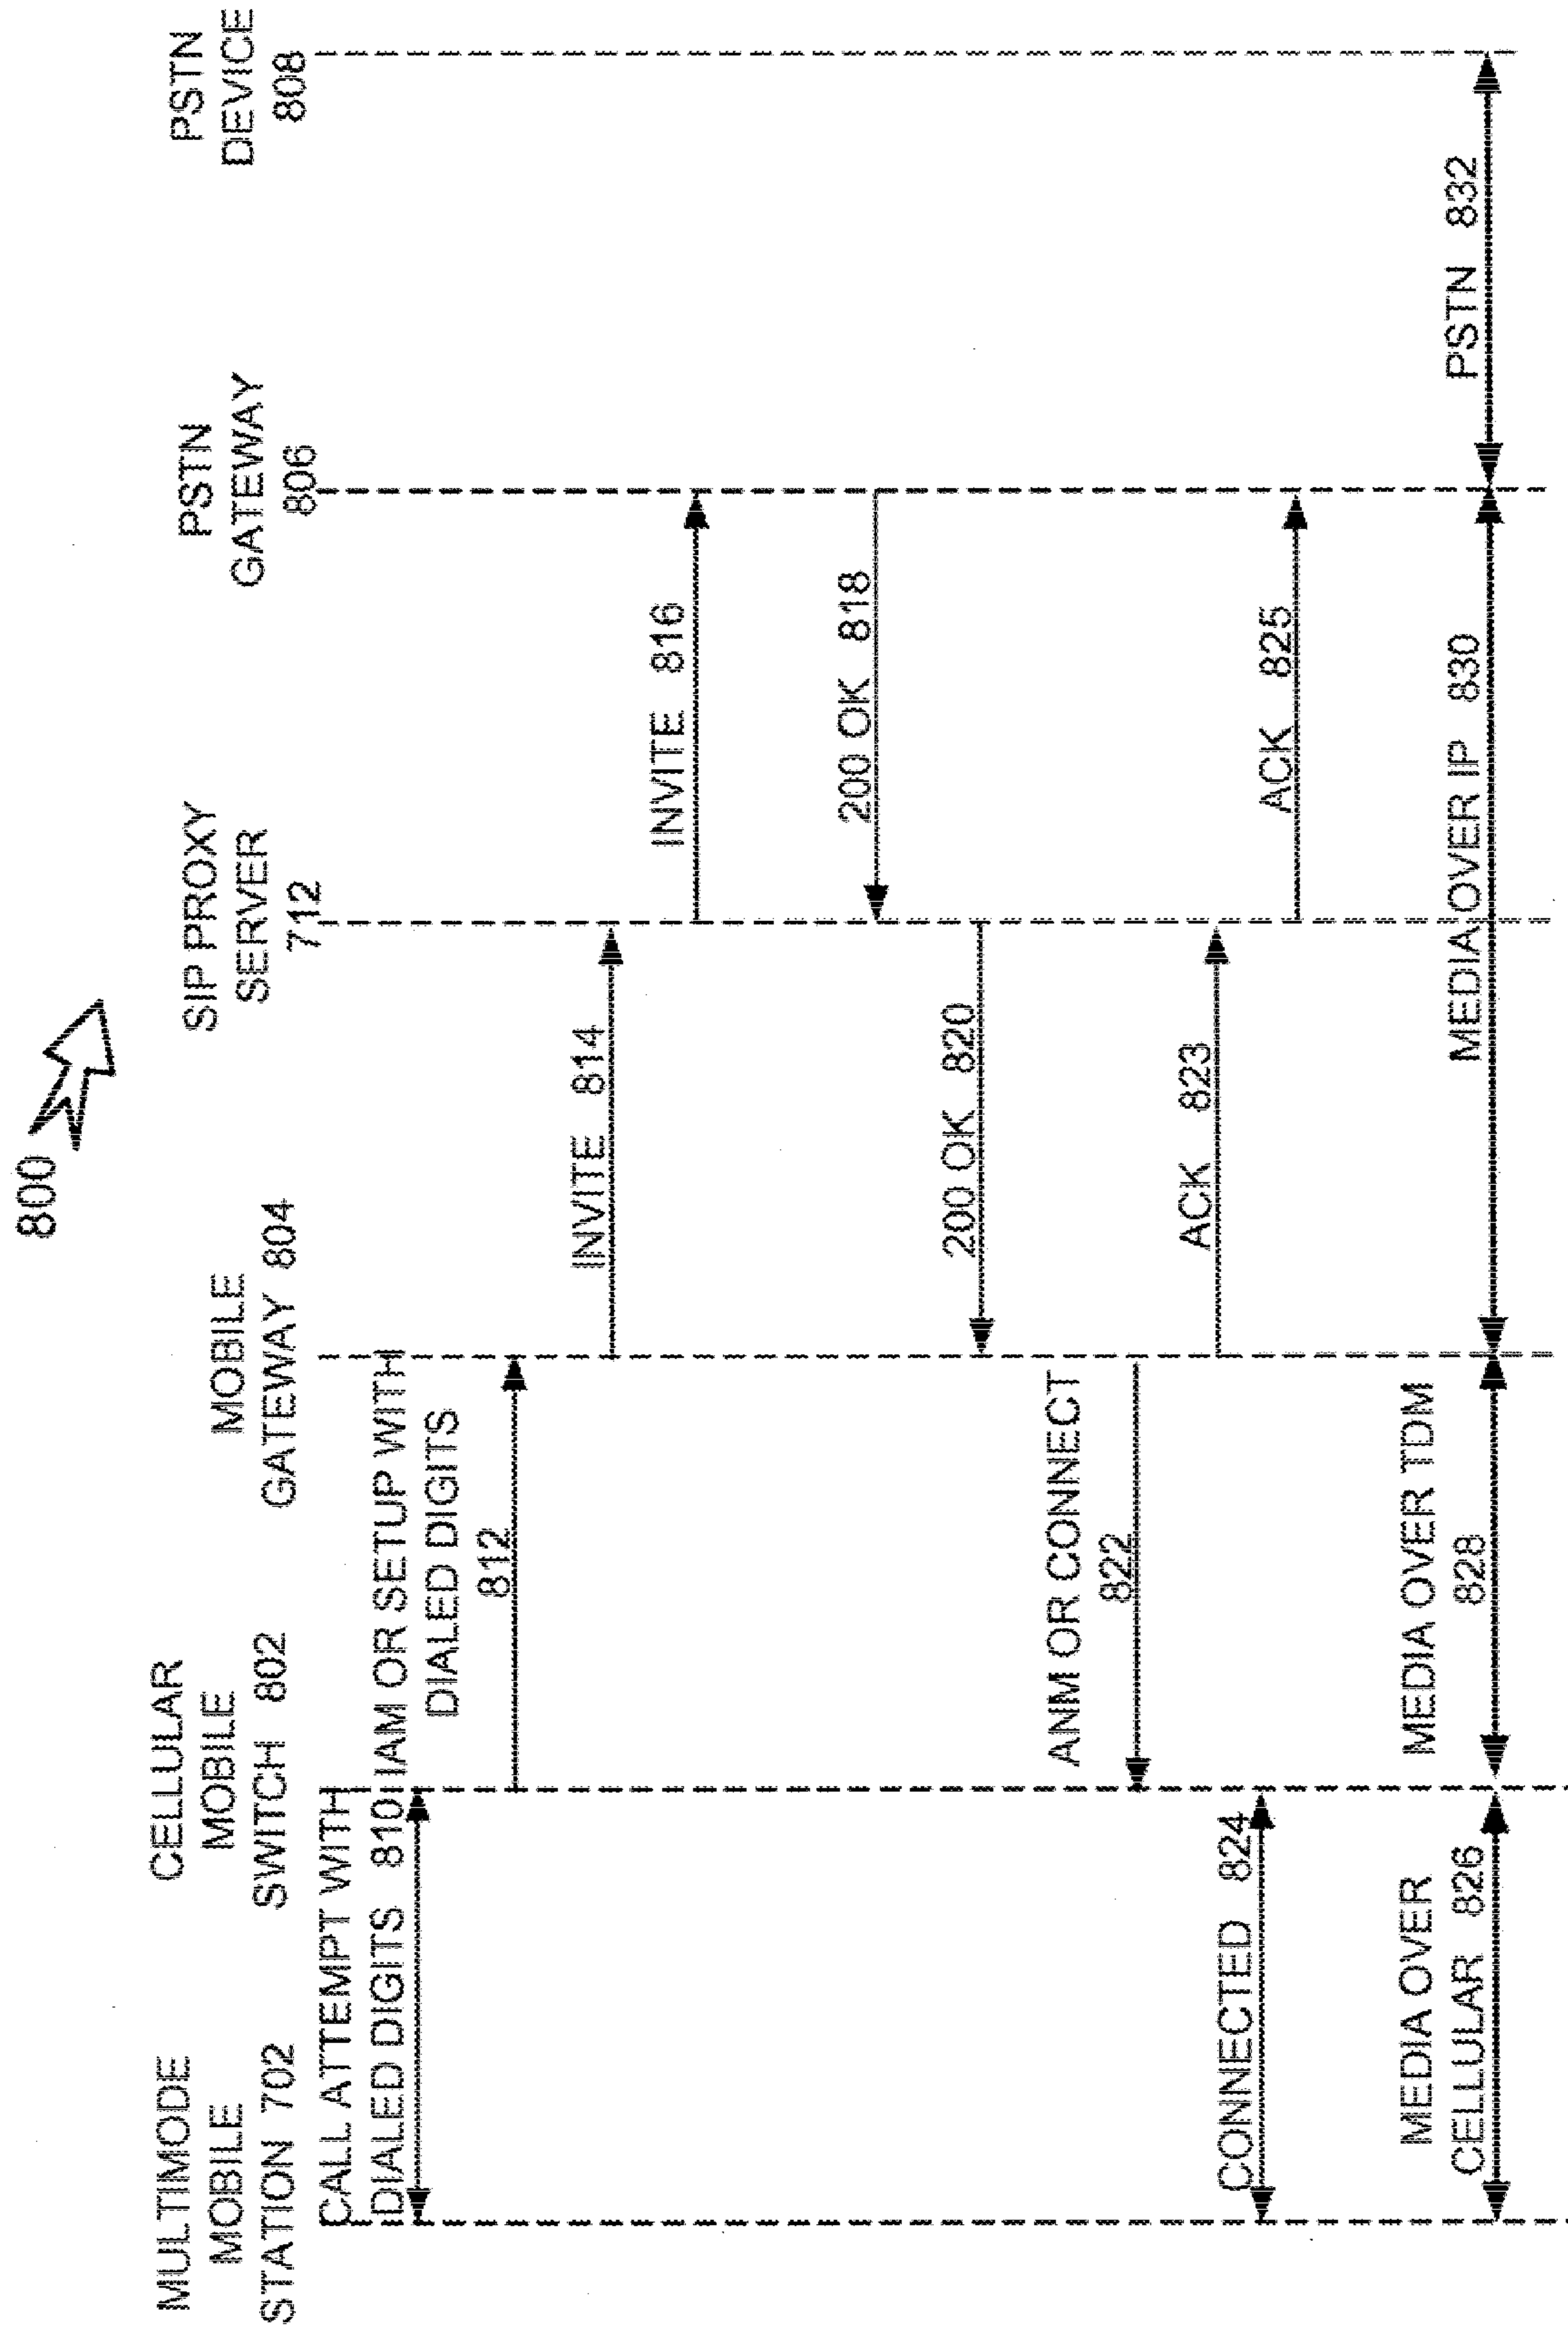 800
MULTIMODE
MOBILE
STATION 702
CELLULAR
MOBILE
SWITCH 802
MOBILE
GATEWAY 804
SIP PROXY
SERVER
712
PSTN
GATEWAY
806
PSTN
DEVICE
808
CALL ATTEMPT WITH
DIALED DIGITS 810
IAM OR SETUP WITH
DIALED DIGITS
812
INVITE 814
INVITE 816
200 OK 818
200 OK 820
ANM OR CONNECT
822
ACK 823
CONNECTED 824
ACK 825
MEDIA OVER
CELLULAR 826
MEDIA OVER TDM
828
MEDIA OVER IP 830
PSTN 832